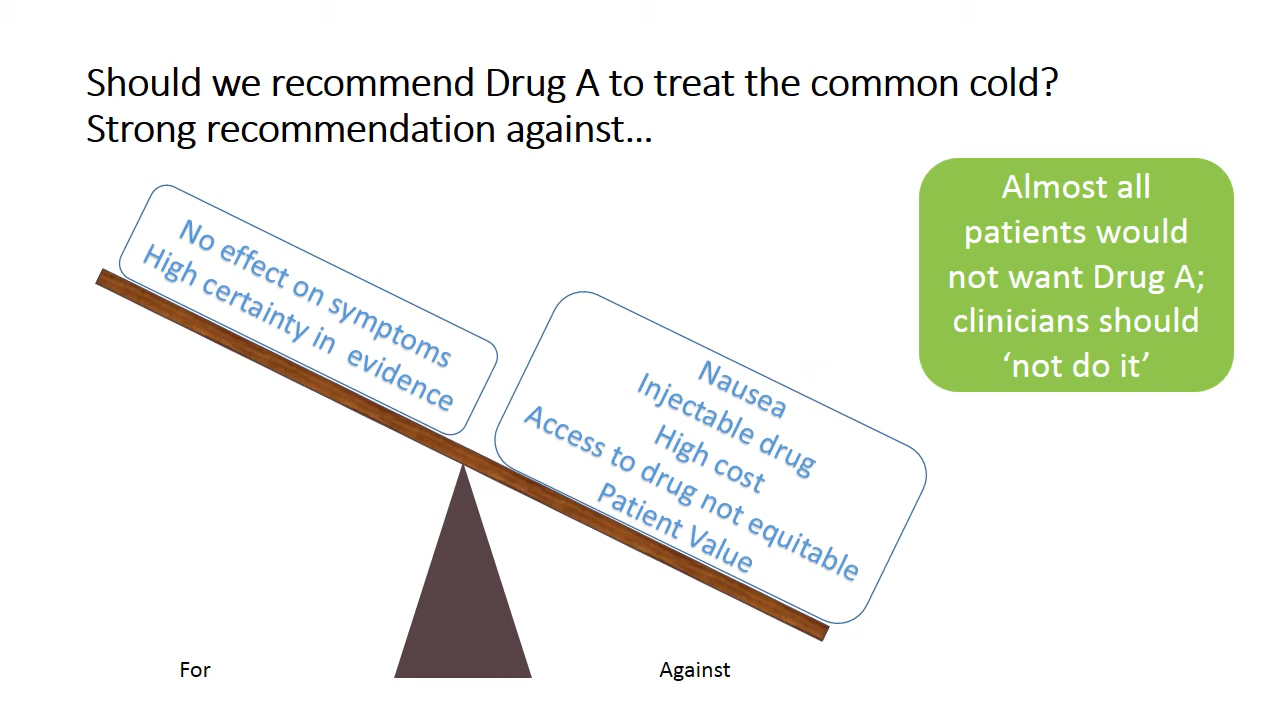 Should we recommend Drug A to treat the common cold?
Strong recommendation against...
No effect on symptoms
High certainty in evidence
Nausea
Injectable drug
High cost
Access to drug not equitable
Patient Value
Almost all
patients would
not want Drug A;
clinicians should
‘not do it’
For
Against